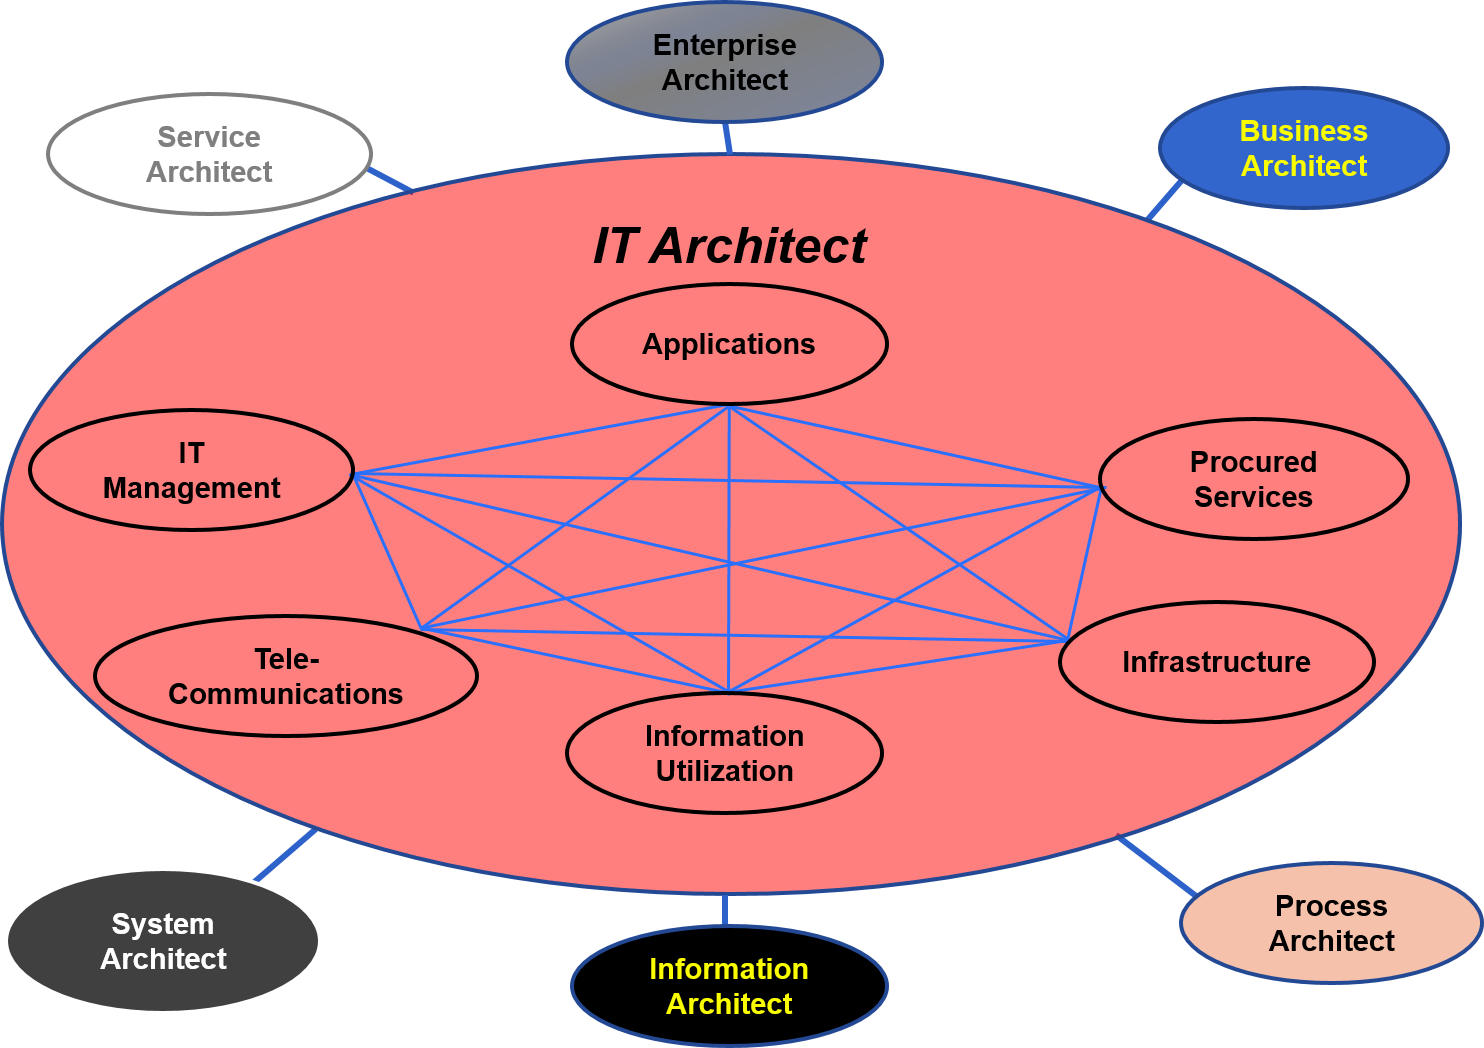 Enterprise
Architect
Service
Architect
Business
Architect
IT Architect
Applications
IT
Management
Procured
Services
Tele-
Communications
Infrastructure
Information
Utilization
System
Architect
Information
Architect
Process
Architect